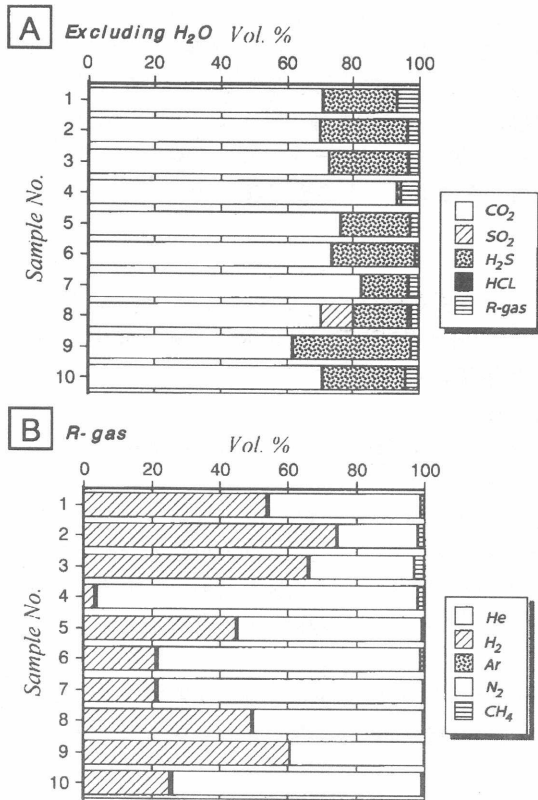 A Excluding H₂O Vol. %
0 20 40 60 80 100
Sample No.
1
2
3
4
5
6
7
8
9
10
CO₂
SO₂
H₂S
HCL
R-gas
B R- gas Vol. %
0 20 40 60 80 100
Sample No.
1
2
3
4
5
6
7
8
9
10
He
H₂
Ar
N₂
CH₄